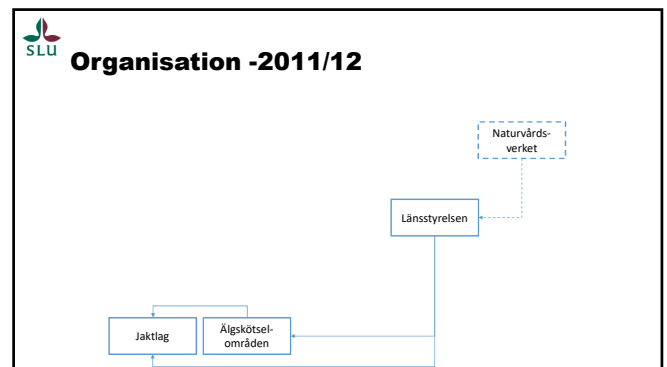 SLU
Organisation -2011/12
Naturvårds-
verket
Länsstyrelsen
Jaktlag
Älgskötsel-
områden